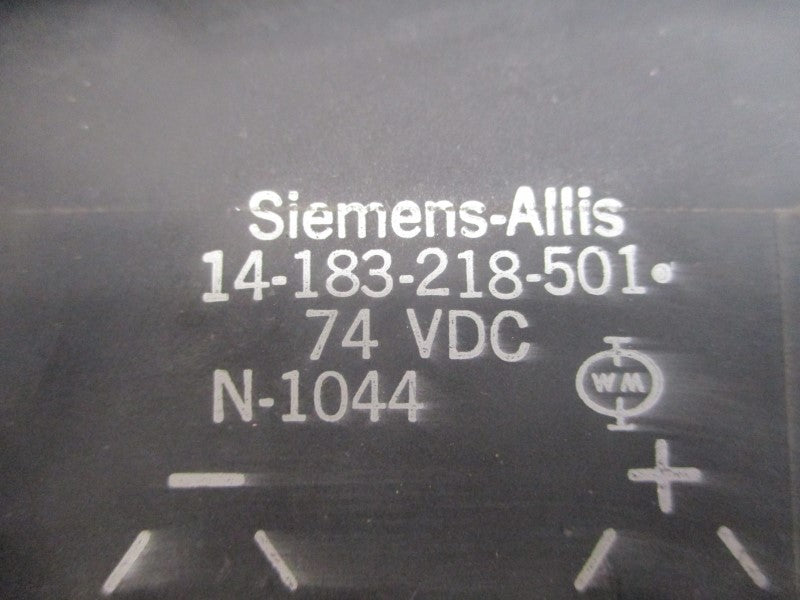 Siemens-Allis
14-183-218-501•
74 VDC
N-1044
WM
− +